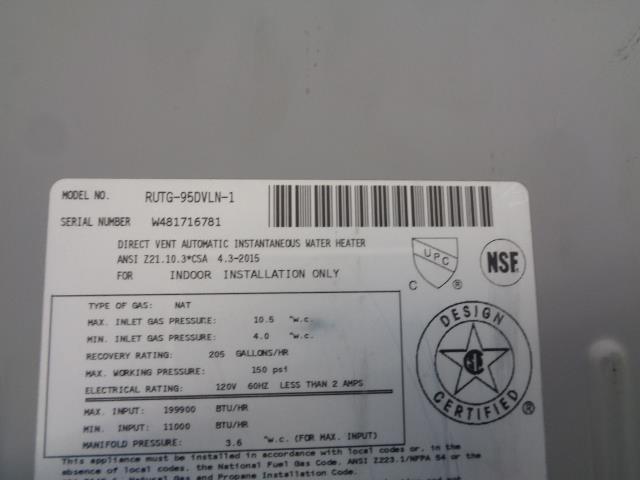 MODEL NO. RUTG-95DVLN-1
SERIAL NUMBER W481716781
DIRECT VENT AUTOMATIC INSTANTANEOUS WATER HEATER
ANSI Z21.10.3*CSA 4.3-2015
FOR INDOOR INSTALLATION ONLY
UPC
C ®
NSF
TYPE OF GAS: NAT
MAX. INLET GAS PRESSURE: 10.5 "w.c.
MIN. INLET GAS PRESSURE: 4.0 "w.c.
RECOVERY RATING: 205 GALLONS/HR
MAX. WORKING PRESSURE: 150 psi
ELECTRICAL RATING: 120V 60HZ LESS THAN 2 AMPS
MAX. INPUT: 199900 BTU/HR
MIN. INPUT: 11000 BTU/HR
MANIFOLD PRESSURE: 3.6 "w.c. (FOR MAX. INPUT)
DESIGN
CERTIFIED ®
This appliance must be installed in accordance with local codes or, in the
absence of local codes, the National Fuel Gas Code, ANSI Z223.1/NFPA 54 or the
Natural Gas and Propane Installation Code.